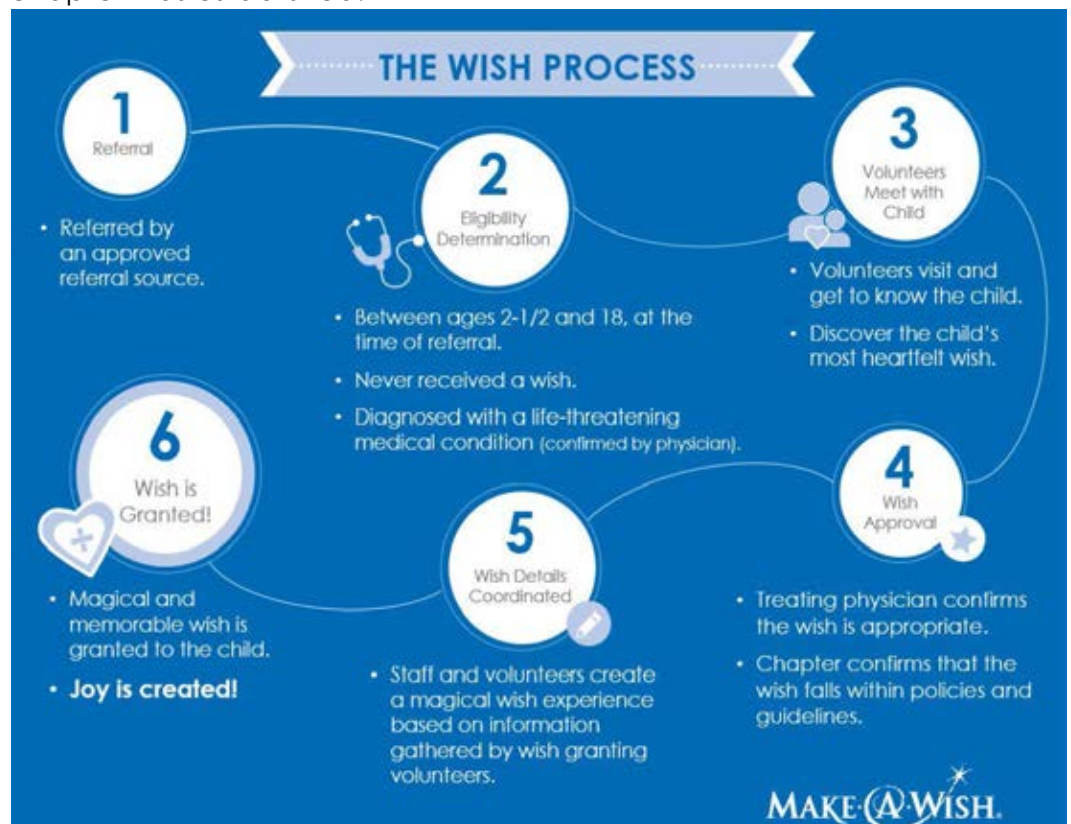 THE WISH PROCESS
1
Referral
• Referred by
an approved
referral source.
2
Eligibility
Determination
• Between ages 2-1/2 and 18, at the
time of referral.
• Never received a wish.
• Diagnosed with a life-threatening
medical condition (confirmed by physician).
3
Volunteers
Meet with
Child
• Volunteers visit and
get to know the child.
• Discover the child's
most heartfelt wish.
4
Wish
Approval
• Treating physician confirms
the wish is appropriate.
• Chapter confirms that the
wish falls within policies and
guidelines.
5
Wish Details
Coordinated
• Staff and volunteers create
a magical wish experience
based on information
gathered by wish granting
volunteers.
6
Wish is
Granted!
• Magical and
memorable wish is
granted to the child.
• Joy is created!
MAKE·A·WISH®